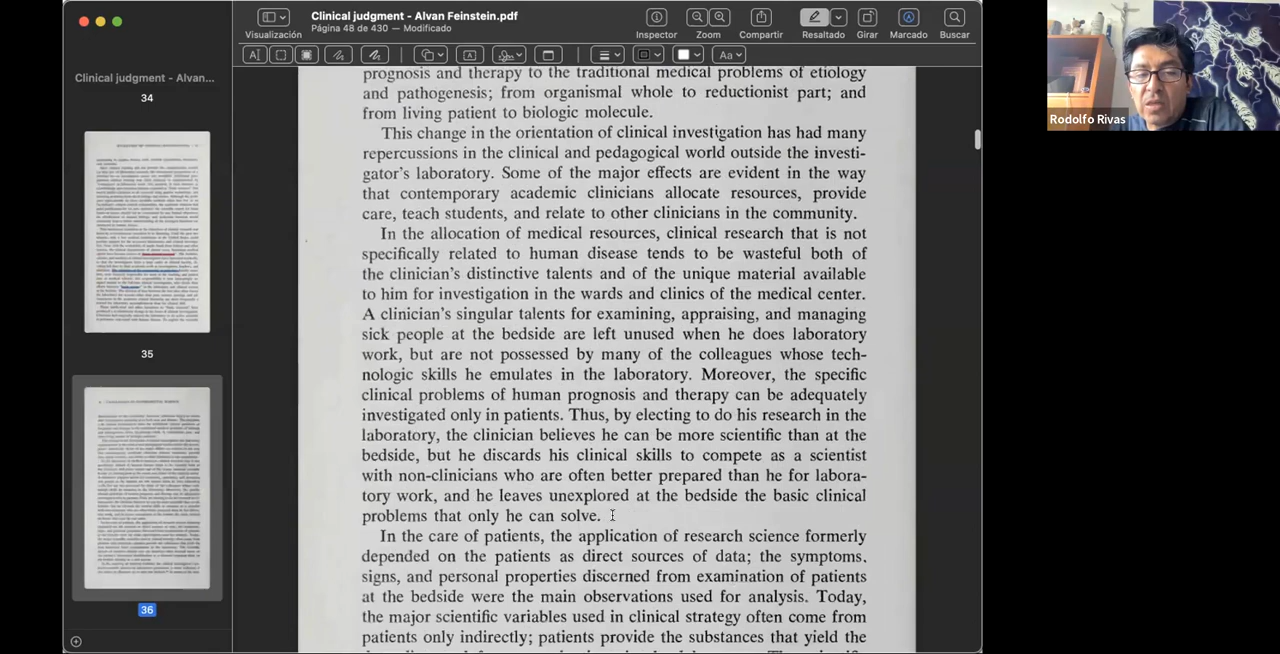 Clinical judgment - Alvan Feinstein.pdf
Página 48 de 430 — Modificado
Visualización
Inspector
Zoom
Compartir
Resaltado
Girar
Marcado
Buscar
Aa
Clinical judgment - Alvan...
34
35
36
Rodolfo Rivas
prognosis and therapy to the traditional medical problems of etiology
and pathogenesis; from organismal whole to reductionist part; and
from living patient to biologic molecule.
This change in the orientation of clinical investigation has had many
repercussions in the clinical and pedagogical world outside the investi-
gator's laboratory. Some of the major effects are evident in the way
that contemporary academic clinicians allocate resources, provide
care, teach students, and relate to other clinicians in the community.
In the allocation of medical resources, clinical research that is not
specifically related to human disease tends to be wasteful both of
the clinician's distinctive talents and of the unique material available
to him for investigation in the wards and clinics of the medical center.
A clinician's singular talents for examining, appraising, and managing
sick people at the bedside are left unused when he does laboratory
work, but are not possessed by many of the colleagues whose tech-
nologic skills he emulates in the laboratory. Moreover, the specific
clinical problems of human prognosis and therapy can be adequately
investigated only in patients. Thus, by electing to do his research in the
laboratory, the clinician believes he can be more scientific than at the
bedside, but he discards his clinical skills to compete as a scientist
with nonclinicians who are often better prepared than he for labora-
tory work, and he leaves unexplored at the bedside the basic clinical
problems that only he can solve.
In the care of patients, the application of research science formerly
depended on the patients as direct sources of data; the symptoms,
signs, and personal properties discerned from examination of patients
at the bedside were the main observations used for analysis. Today,
the major scientific variables used in clinical strategy often come from
patients only indirectly; patients provide the substances that yield the